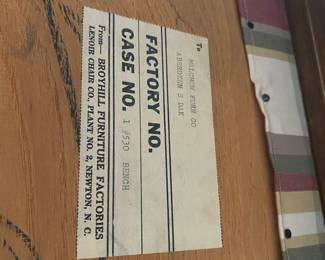 To
MILCHUN FURN CO
ABERDEEN S DAK
FACTORY NO.
CASE NO. 1 #530 BENCH
From— BROYHILL FURNITURE FACTORIES
LENOIR CHAIR CO., PLANT NO. 2, NEWTON, N. C.